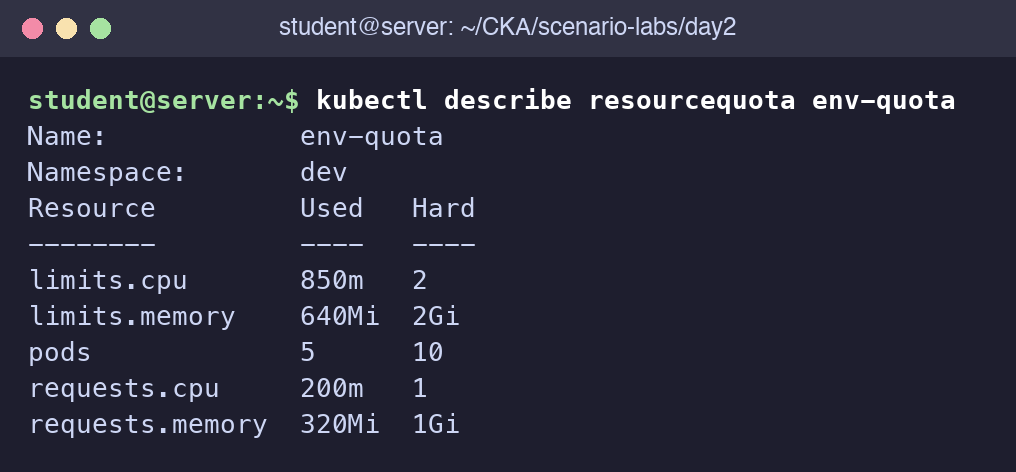 student@server: ~/CKA/scenario-labs/day2
student@server:~$ kubectl describe resourcequota env-quota
Name:            env-quota
Namespace:       dev
Resource         Used   Hard
--------         ----   ----
limits.cpu       850m   2
limits.memory    640Mi  2Gi
pods             5      10
requests.cpu     200m   1
requests.memory  320Mi  1Gi